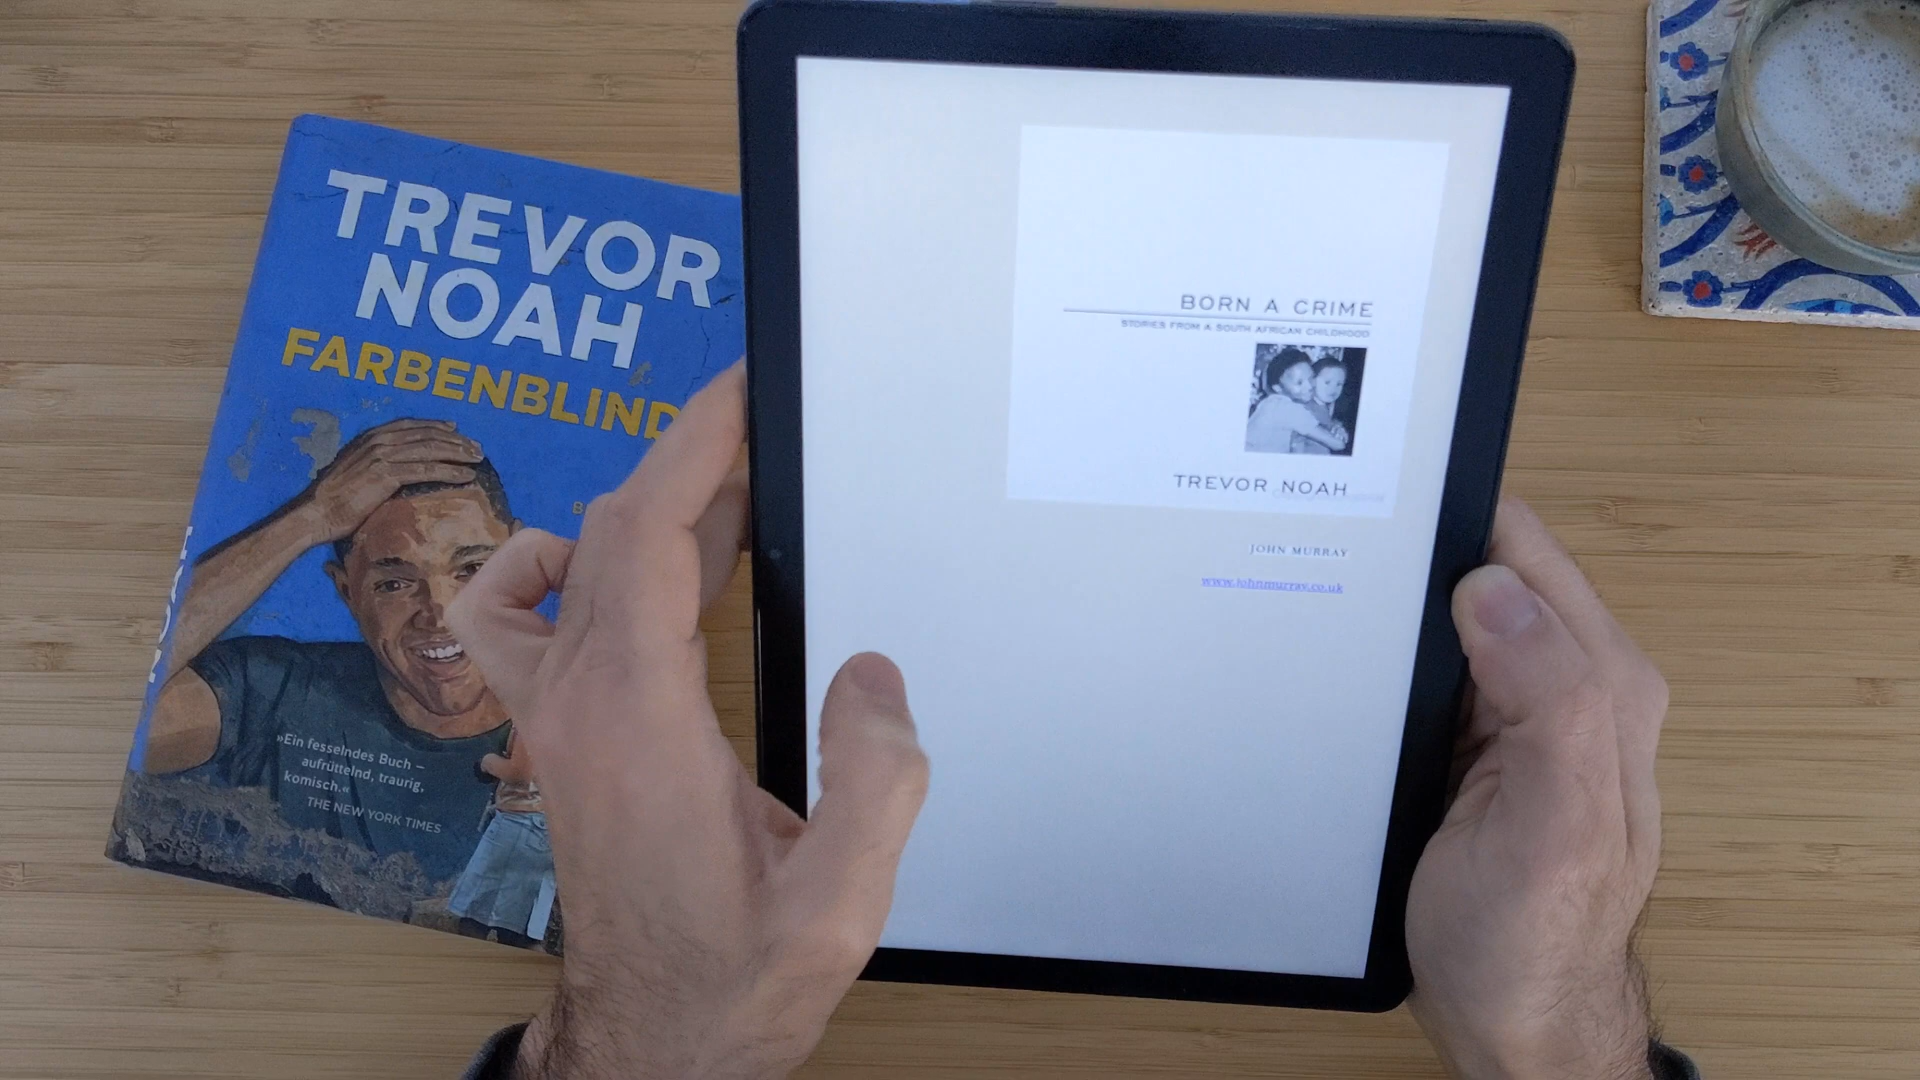 TREVOR
NOAH
FARBENBLIND
»Ein fesselndes Buch –
aufrüttelnd, traurig,
komisch.«
THE NEW YORK TIMES
NOAH
BORN A CRIME
STORIES FROM A SOUTH AFRICAN CHILDHOOD
TREVOR NOAH
JOHN MURRAY
www.johnmurray.co.uk